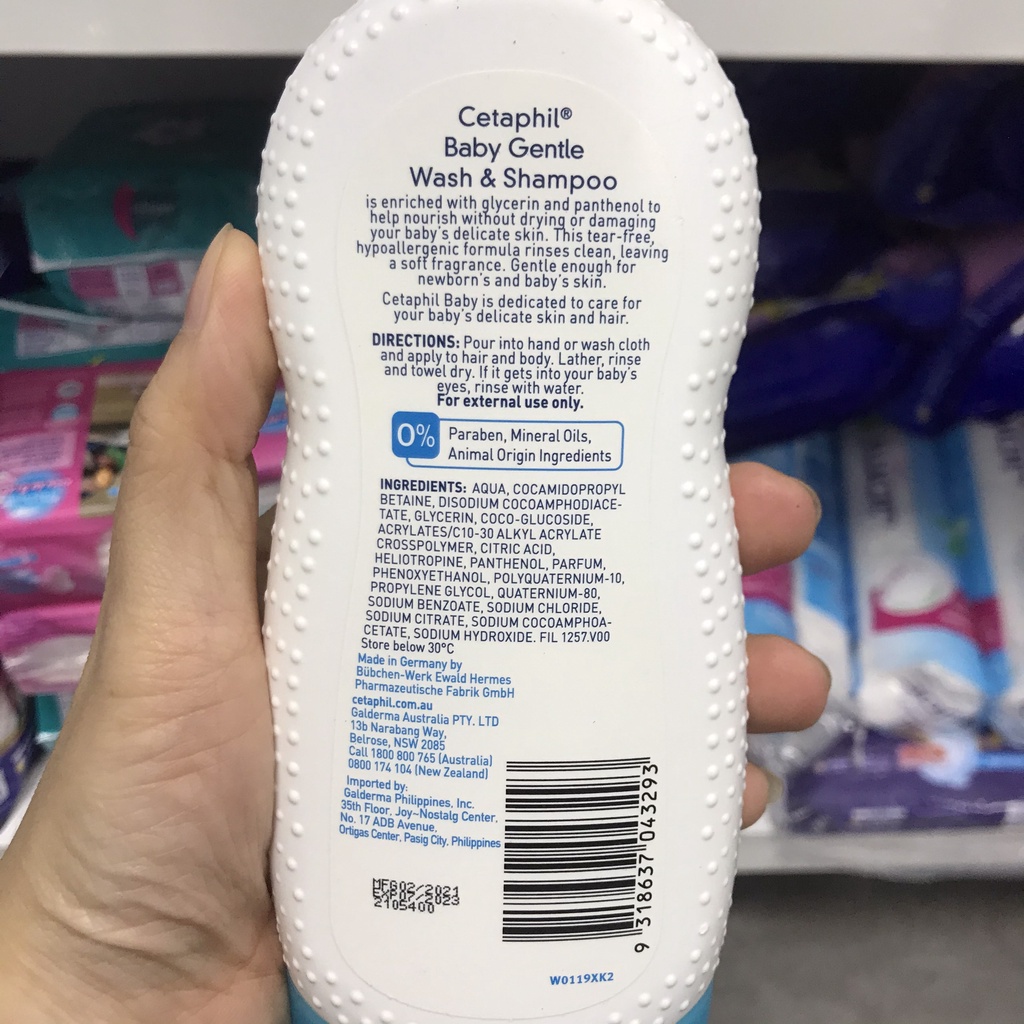 Cetaphil®
Baby Gentle
Wash & Shampoo
is enriched with glycerin and panthenol to
help nourish without drying or damaging
your baby's delicate skin. This tear-free,
hypoallergenic formula rinses clean, leaving
a soft fragrance. Gentle enough for
newborn's and baby's skin.
Cetaphil Baby is dedicated to care for
your baby's delicate skin and hair.
DIRECTIONS: Pour into hand or wash cloth
and apply to hair and body. Lather, rinse
and towel dry. If it gets into your baby's
eyes, rinse with water.
For external use only.
0%
Paraben, Mineral Oils,
Animal Origin Ingredients
INGREDIENTS: AQUA, COCAMIDOPROPYL
BETAINE, DISODIUM COCOAMPHODIACE-
TATE, GLYCERIN, COCO-GLUCOSIDE,
ACRYLATES/C10-30 ALKYL ACRYLATE
CROSSPOLYMER, CITRIC ACID,
HELIOTROPINE, PANTHENOL, PARFUM,
PHENOXYETHANOL, POLYQUATERNIUM-10,
PROPYLENE GLYCOL, QUATERNIUM-80,
SODIUM BENZOATE, SODIUM CHLORIDE,
SODIUM CITRATE, SODIUM COCOAMPHOA-
CETATE, SODIUM HYDROXIDE. FIL 1257.V00
Store below 30°C
Made in Germany by
Bübchen-Werk Ewald Hermes
Pharmazeutische Fabrik GmbH
cetaphil.com.au
Galderma Australia PTY. LTD
13b Narabang Way,
Belrose, NSW 2085
Call 1800 800 765 (Australia)
0800 174 104 (New Zealand)
Imported by:
Galderma Philippines, Inc.
35th Floor, Joy~Nostalg Center,
No. 17 ADB Avenue,
Ortigas Center, Pasig City, Philippines
MFG02/2021
EXP07/2023
2105400
9 318637 043293
W0119XK2